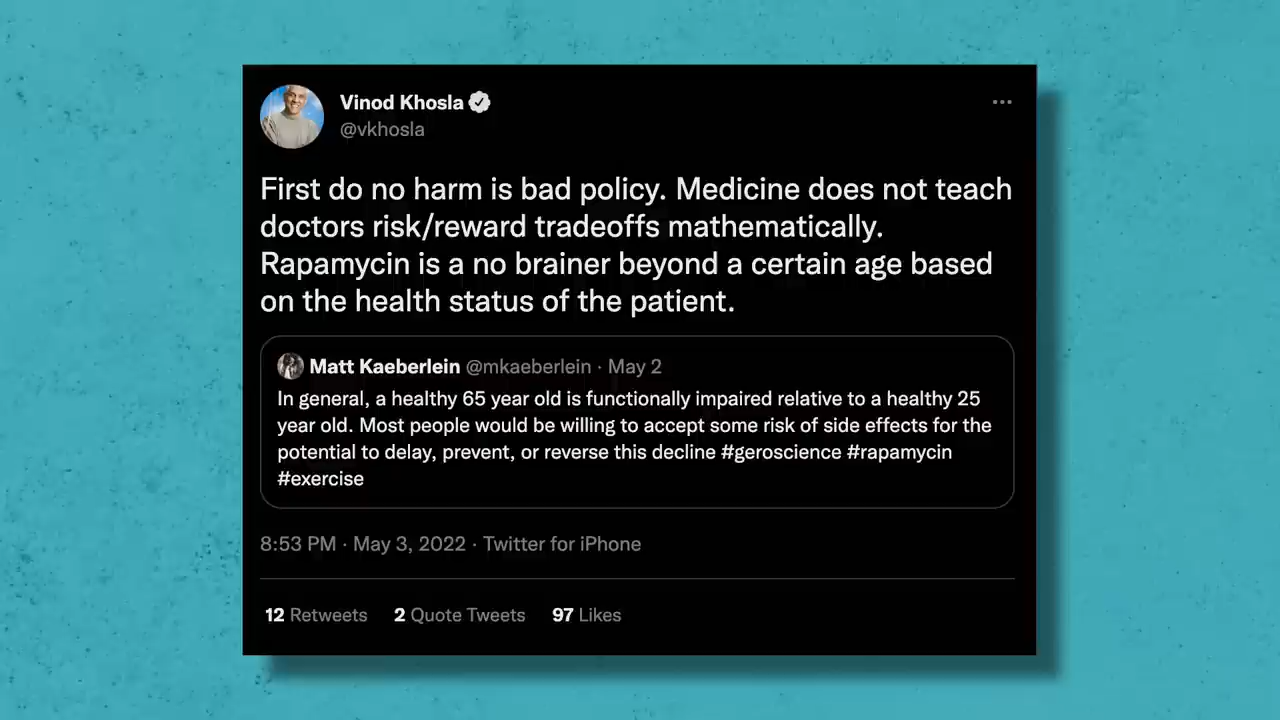 Vinod Khosla
@vkhosla
First do no harm is bad policy. Medicine does not teach
doctors risk/reward tradeoffs mathematically.
Rapamycin is a no brainer beyond a certain age based
on the health status of the patient.
Matt Kaeberlein @mkaeberlein · May 2
In general, a healthy 65 year old is functionally impaired relative to a healthy 25
year old. Most people would be willing to accept some risk of side effects for the
potential to delay, prevent, or reverse this decline #geroscience #rapamycin
#exercise
8:53 PM · May 3, 2022 · Twitter for iPhone
12 Retweets 2 Quote Tweets 97 Likes